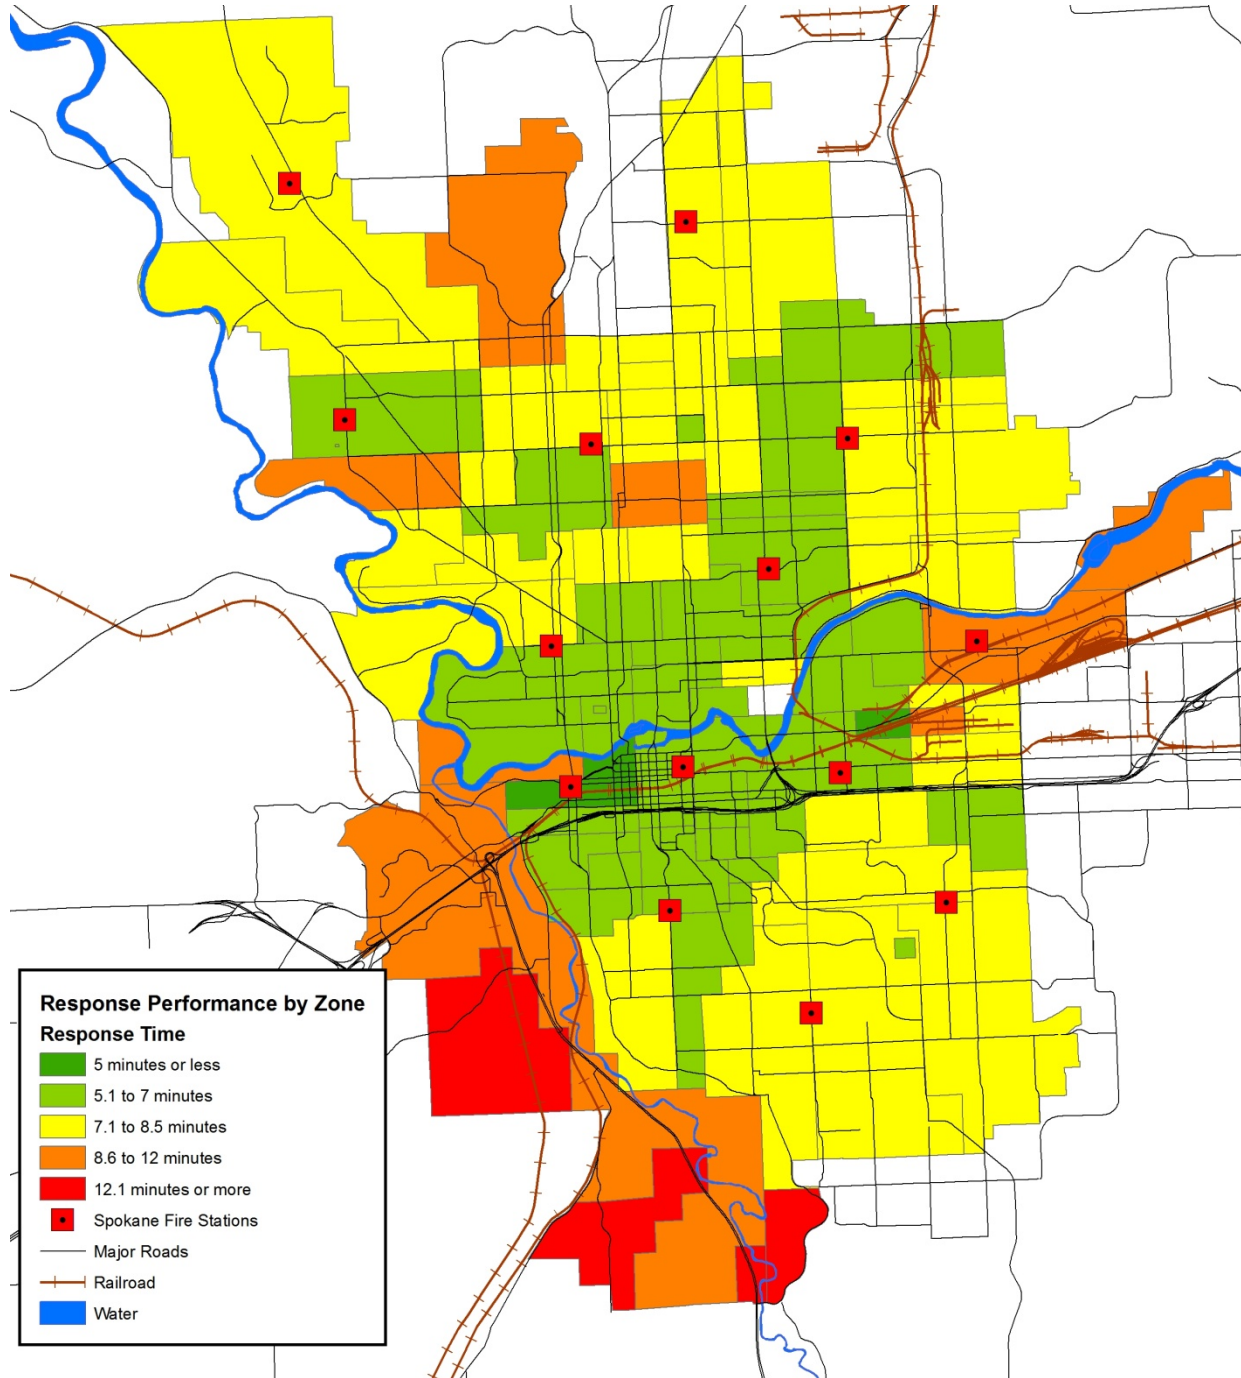 Response Performance by Zone
Response Time
5 minutes or less
5.1 to 7 minutes
7.1 to 8.5 minutes
8.6 to 12 minutes
12.1 minutes or more
Spokane Fire Stations
Major Roads
Railroad
Water